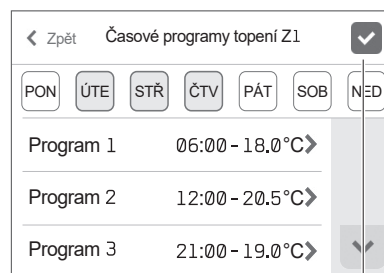 Zpět Časové programy topení Z1
PON ÚTE STŘ ČTV PÁT SOB NED
Program 1 06:00 - 18.0°C
Program 2 12:00 - 20.5°C
Program 3 21:00 - 19.0°C